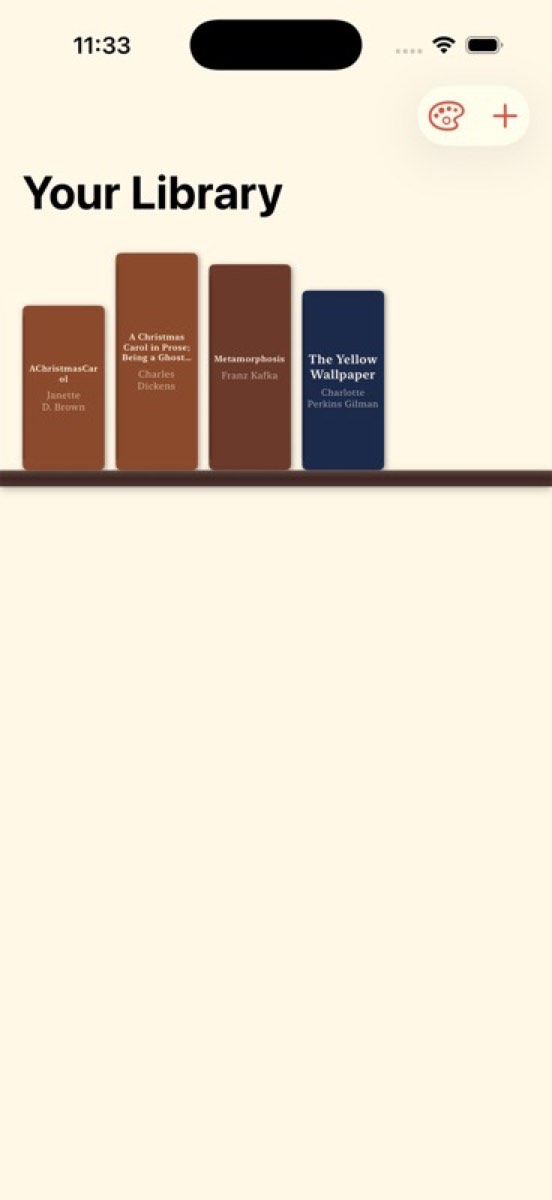 11:33
Your Library
AChristmasCar
ol
Janette
D. Brown
A Christmas
Carol in Prose;
Being a Ghost...
Charles
Dickens
Metamorphosis
Franz Kafka
The Yellow
Wallpaper
Charlotte
Perkins Gilman